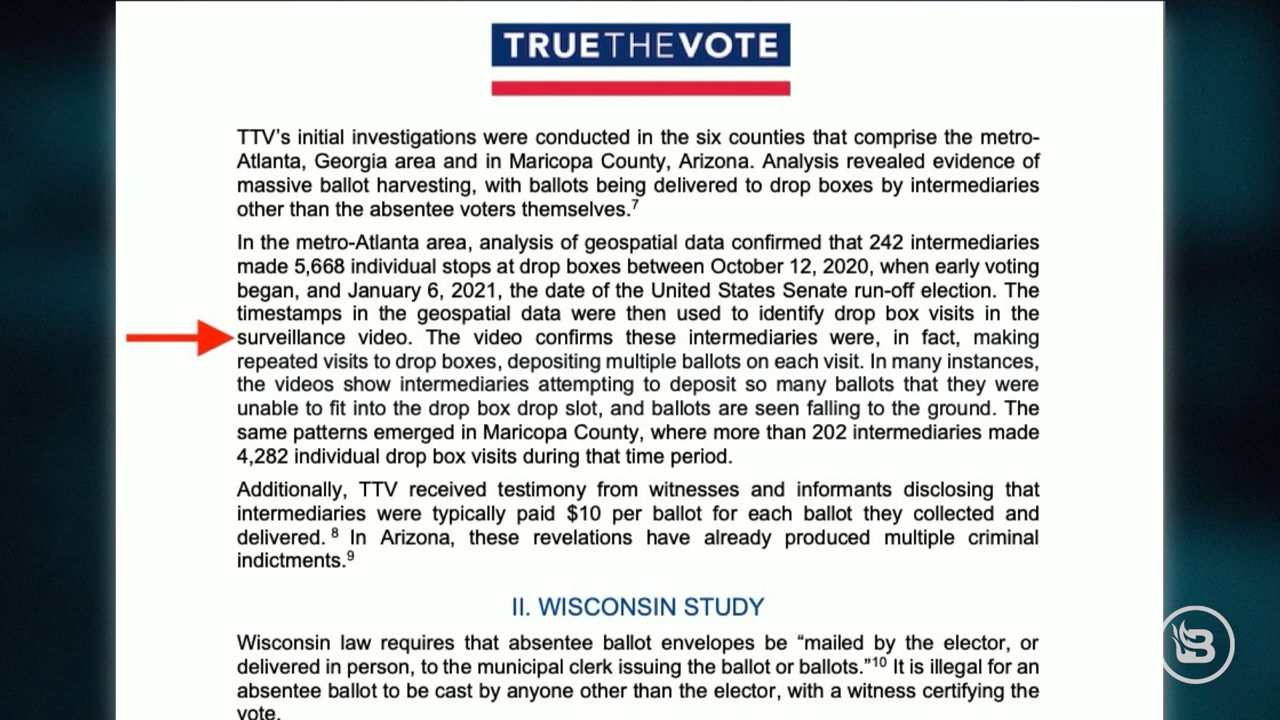 TRUETHEVOTE
TTV’s initial investigations were conducted in the six counties that comprise the metro-
Atlanta, Georgia area and in Maricopa County, Arizona. Analysis revealed evidence of
massive ballot harvesting, with ballots being delivered to drop boxes by intermediaries
other than the absentee voters themselves.7
In the metro-Atlanta area, analysis of geospatial data confirmed that 242 intermediaries
made 5,668 individual stops at drop boxes between October 12, 2020, when early voting
began, and January 6, 2021, the date of the United States Senate run-off election. The
timestamps in the geospatial data were then used to identify drop box visits in the
surveillance video. The video confirms these intermediaries were, in fact, making
repeated visits to drop boxes, depositing multiple ballots on each visit. In many instances,
the videos show intermediaries attempting to deposit so many ballots that they were
unable to fit into the drop box drop slot, and ballots are seen falling to the ground. The
same patterns emerged in Maricopa County, where more than 202 intermediaries made
4,282 individual drop box visits during that time period.
Additionally, TTV received testimony from witnesses and informants disclosing that
intermediaries were typically paid $10 per ballot for each ballot they collected and
delivered. 8 In Arizona, these revelations have already produced multiple criminal
indictments.9
II. WISCONSIN STUDY
Wisconsin law requires that absentee ballot envelopes be “mailed by the elector, or
delivered in person, to the municipal clerk issuing the ballot or ballots.”10 It is illegal for an
absentee ballot to be cast by anyone other than the elector, with a witness certifying the
vote.
B